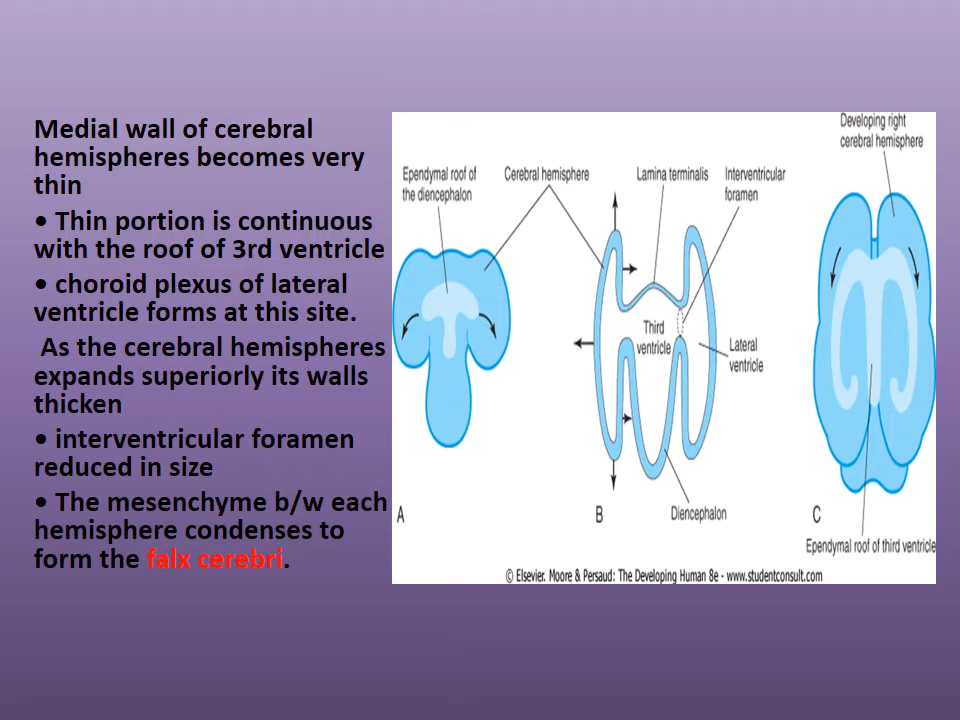 Medial wall of cerebral
hemispheres becomes very
thin
• Thin portion is continuous
with the roof of 3rd ventricle
• choroid plexus of lateral
ventricle forms at this site.
As the cerebral hemispheres
expands superiorly its walls
thicken
• interventricular foramen
reduced in size
• The mesenchyme b/w each
hemisphere condenses to
form the falx cerebri.
Ependymal roof of
the diencephalon
Cerebral hemisphere
Lamina terminalis
Interventricular
foramen
Developing right
cerebral hemisphere
Third
ventricle
Lateral
ventricle
Diencephalon
A
B
C
Ependymal roof of third ventricle
© Elsevier. Moore & Persaud: The Developing Human 8e - www.studentconsult.com